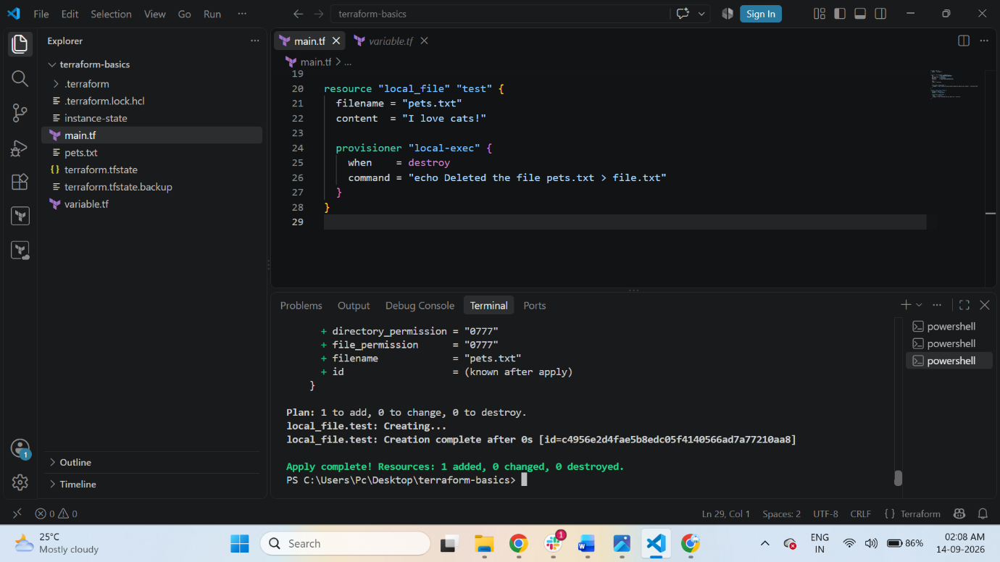 File Edit Selection View Go Run ...
terraform-basics
Sign In
Explorer
terraform-basics
.terraform
.terraform.lock.hcl
instance-state
main.tf
pets.txt
terraform.tfstate
terraform.tfstate.backup
variable.tf
Outline
Timeline
1
main.tf variable.tf
main.tf > ...
19
20 resource "local_file" "test" {
21 filename = "pets.txt"
22 content = "I love cats!"
23
24 provisioner "local-exec" {
25 when = destroy
26 command = "echo Deleted the file pets.txt > file.txt"
27 }
28 }
29
Problems Output Debug Console Terminal Ports
+ directory_permission = "0777"
+ file_permission = "0777"
+ filename = "pets.txt"
+ id = (known after apply)
}
Plan: 1 to add, 0 to change, 0 to destroy.
local_file.test: Creating...
local_file.test: Creation complete after 0s [id=c4956e2d4fae5b8edc05f4140566ad7a77210aa8]
Apply complete! Resources: 1 added, 0 changed, 0 destroyed.
PS C:\Users\Pc\Desktop\terraform-basics>
powershell
powershell
powershell
0 0
Ln 29, Col 1 Spaces: 2 UTF-8 CRLF { } Terraform
25°C
Mostly cloudy
Search
1
ENG
IN
86%
02:08 AM
14-09-2026